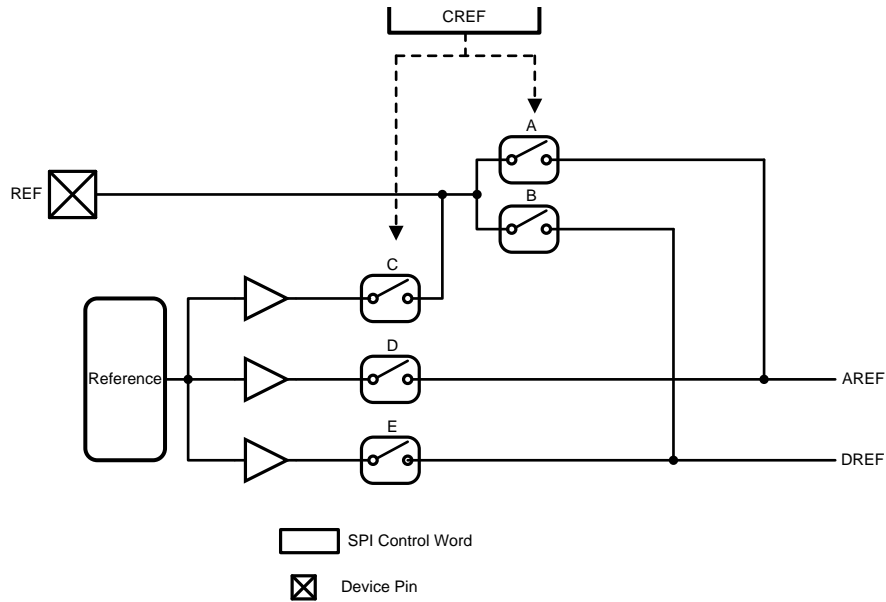 CREF
A
REF
B
C
Reference
D
AREF
E
DREF
SPI Control Word
Device Pin